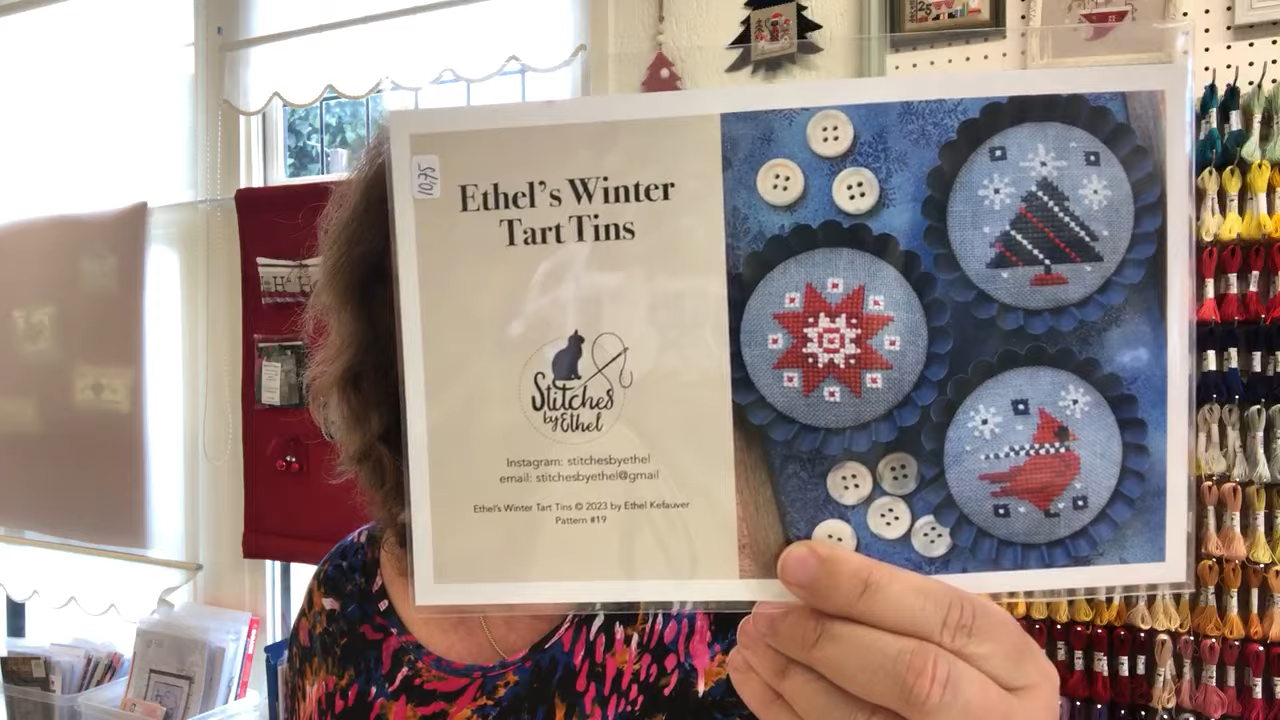 10,75
Ethel's Winter
Tart Tins
Stitches
by Ethel
Instagram: stitchesbyethel
email: stitchesbyethel@gmail
Ethel's Winter Tart Tins © 2023 by Ethel Kefauver
Pattern #19
25